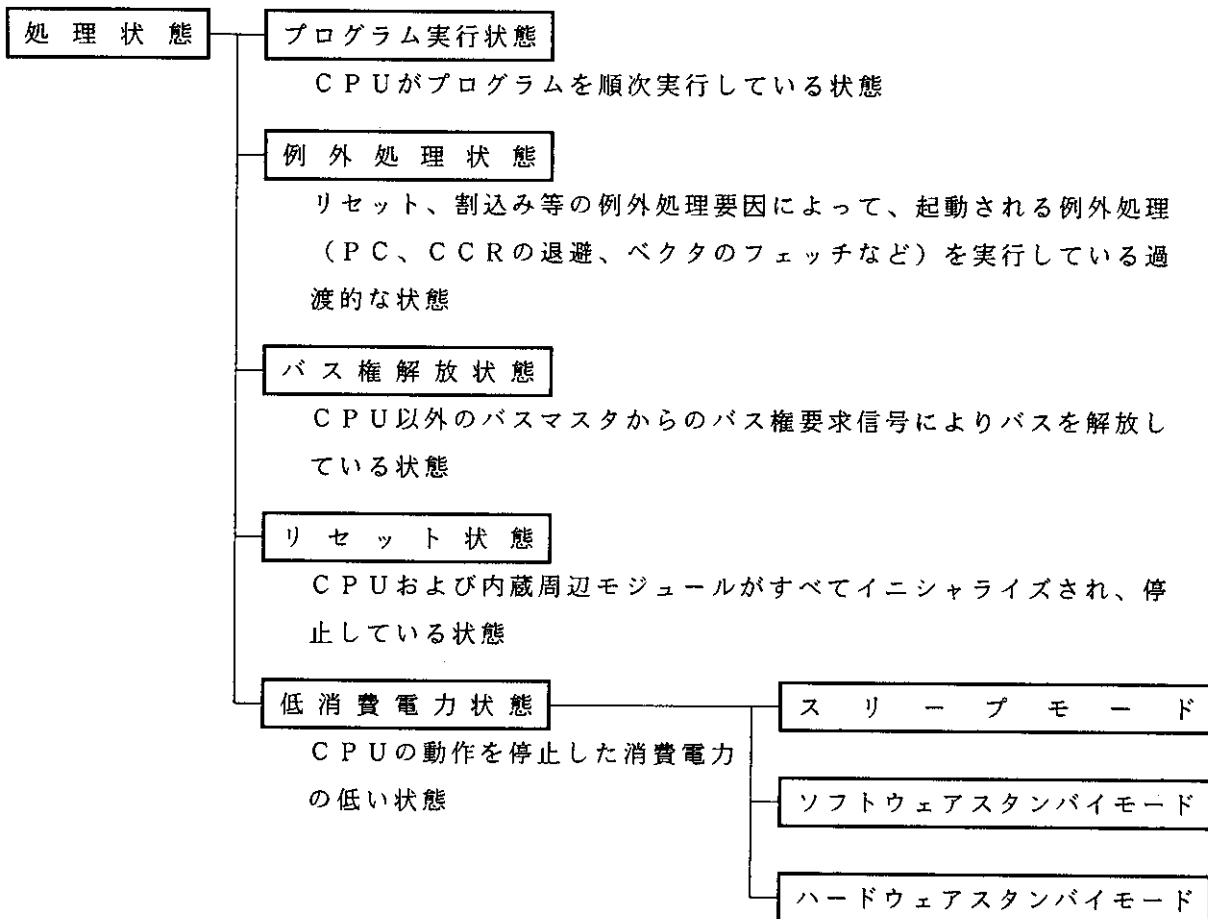 処理状態
プログラム実行状態
CPUがプログラムを順次実行している状態
例外処理状態
リセット、割込み等の例外処理要因によって、起動される例外処理
(PC、CCRの退避、ベクタのフェッチなど)を実行している過
渡的な状態
バス権解放状態
CPU以外のバスマスタからのバス権要求信号によりバスを解放し
ている状態
リセット状態
CPUおよび内蔵周辺モジュールがすべてイニシャライズされ、停
止している状態
低消費電力状態
CPUの動作を停止した消費電力
の低い状態
スリープモード
ソフトウェアスタンバイモード
ハードウェアスタンバイモード